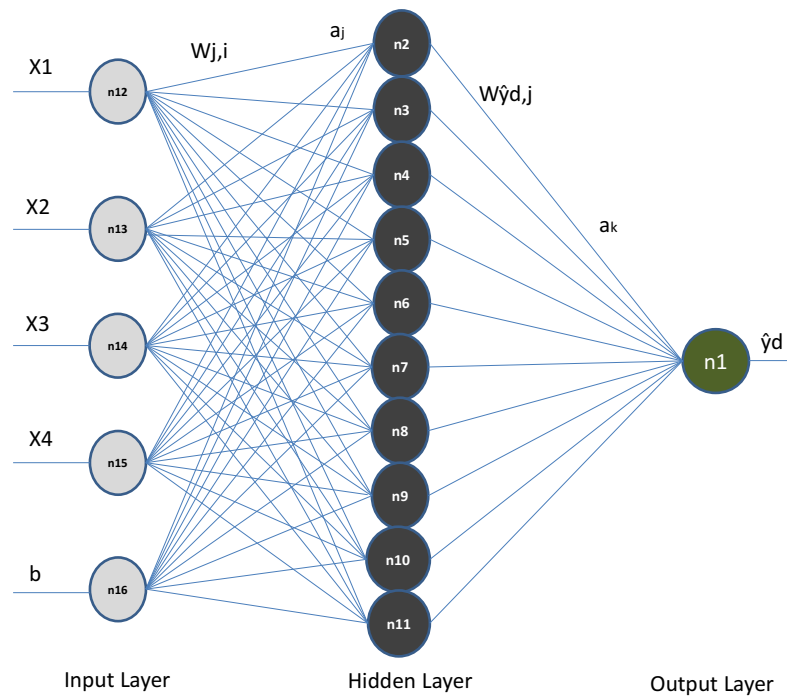 X1
X2
X3
X4
b
n12
n13
n14
n15
n16
Wj,i
aj
n2
n3
n4
n5
n6
n7
n8
n9
n10
n11
Wŷd,j
ak
n1
ŷd
Input Layer
Hidden Layer
Output Layer